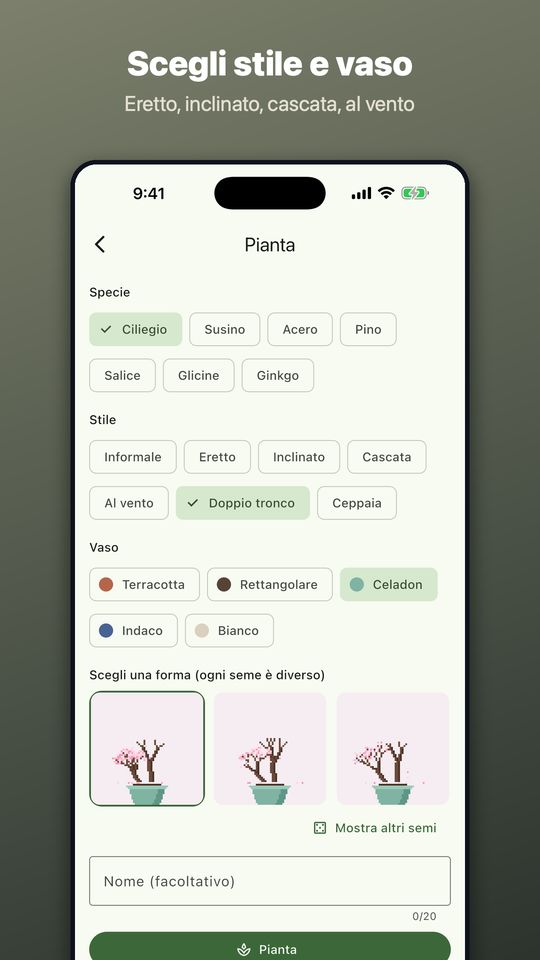 Scegli stile e vaso
Eretto, inclinato, cascata, al vento
9:41
Pianta
Specie
Ciliegio Susino Acero Pino
Salice Glicine Ginkgo
Stile
Informale Eretto Inclinato Cascata
Al vento Doppio tronco Ceppaia
Vaso
Terracotta Rettangolare Celadon
Indaco Bianco
Scegli una forma (ogni seme è diverso)
Mostra altri semi
Nome (facoltativo)
0/20
Pianta